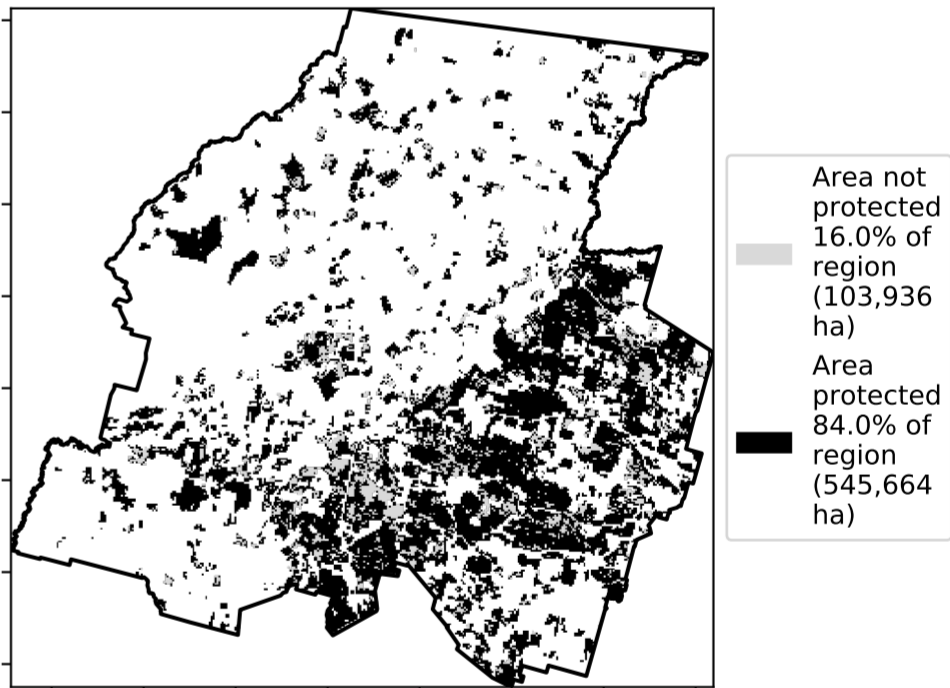 Area not
protected
16.0% of
region
(103,936
ha)
Area
protected
84.0% of
region
(545,664
ha)